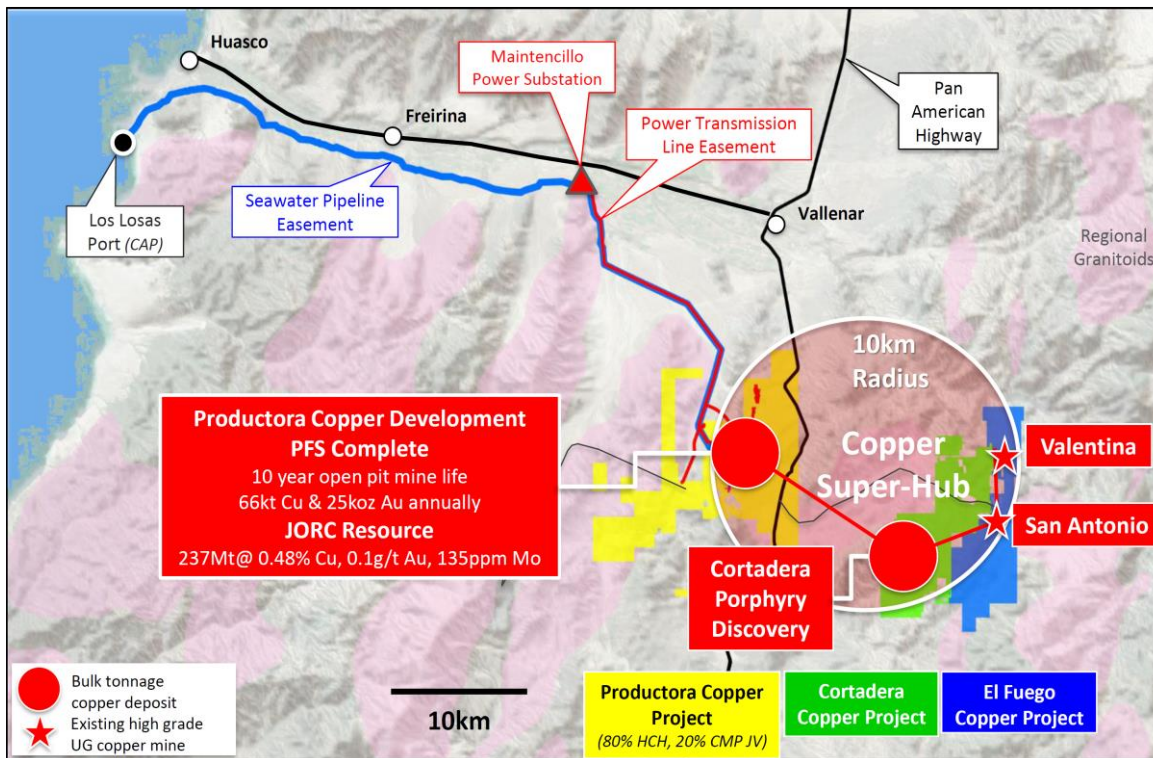 Huasco
Maintencillo
Power Substation
Pan
American
Highway
Freirina
Power Transmission
Line Easement
Seawater Pipeline
Easement
Los Losas
Port (CAP)
Vallenar
Regional
Granitoids
10km
Radius
Productora Copper Development
PFS Complete
10 year open pit mine life
66kt Cu & 25koz Au annually
JORC Resource
237Mt@ 0.48% Cu, 0.1g/t Au, 135ppm Mo
Copper
Super-Hub
Valentina
San Antonio
Cortadera
Porphyry
Discovery
Bulk tonnage
copper deposit
Existing high grade
UG copper mine
10km
Productora Copper
Project
(80% HCH, 20% CMP JV)
Cortadera
Copper Project
El Fuego
Copper Project